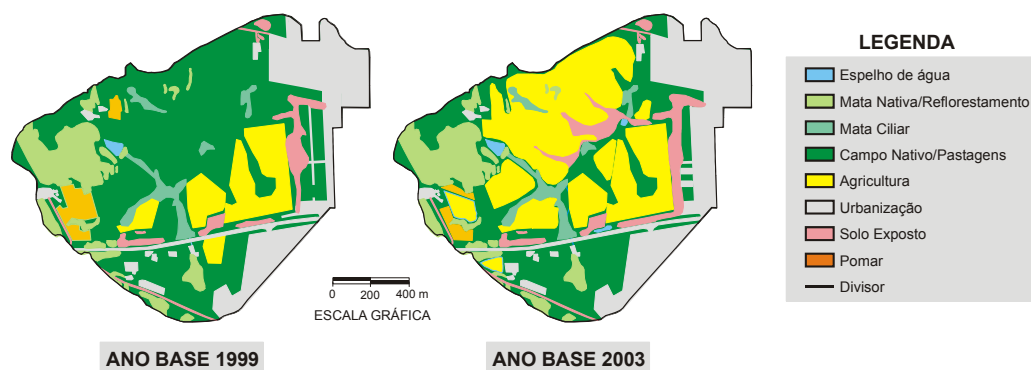 LEGENDA
Espelho de água
Mata Nativa/Reflorestamento
Mata Ciliar
Campo Nativo/Pastagens
Agricultura
Urbanização
Solo Exposto
Pomar
Divisor
0 200 400 m
ESCALA GRÁFICA
ANO BASE 1999
ANO BASE 2003